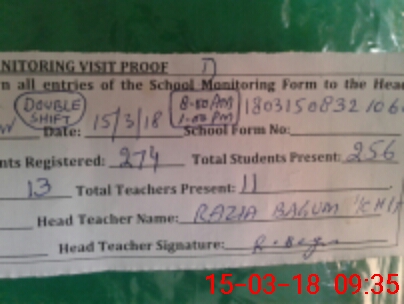 NITORING VISIT PROOF
n all entries of the School Monitoring Form to the Hea
DOUBLE SHIFT Date: 15/3/18 8-00 AM 1-00 PM School Form No:
nts Registered: 274 Total Students Present: 256
13 Total Teachers Present: 11
Head Teacher Name: RAZIA BAGUM
Head Teacher Signature:
15-03-18 09:35